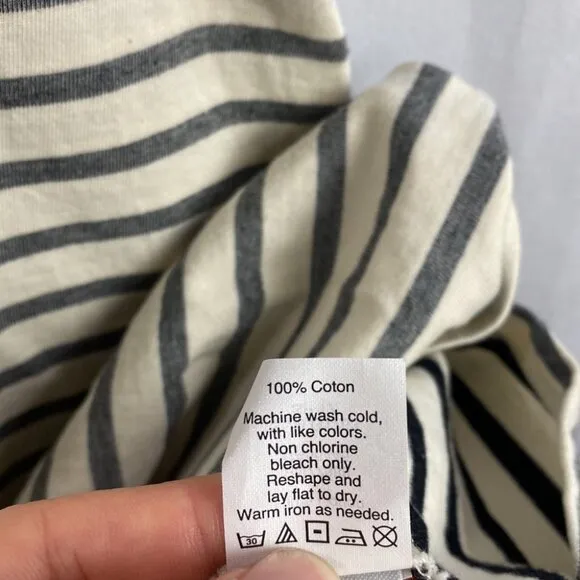 100% Coton
Machine wash cold,
with like colors.
Non chlorine
bleach only.
Reshape and
lay flat to dry.
Warm iron as needed.
30